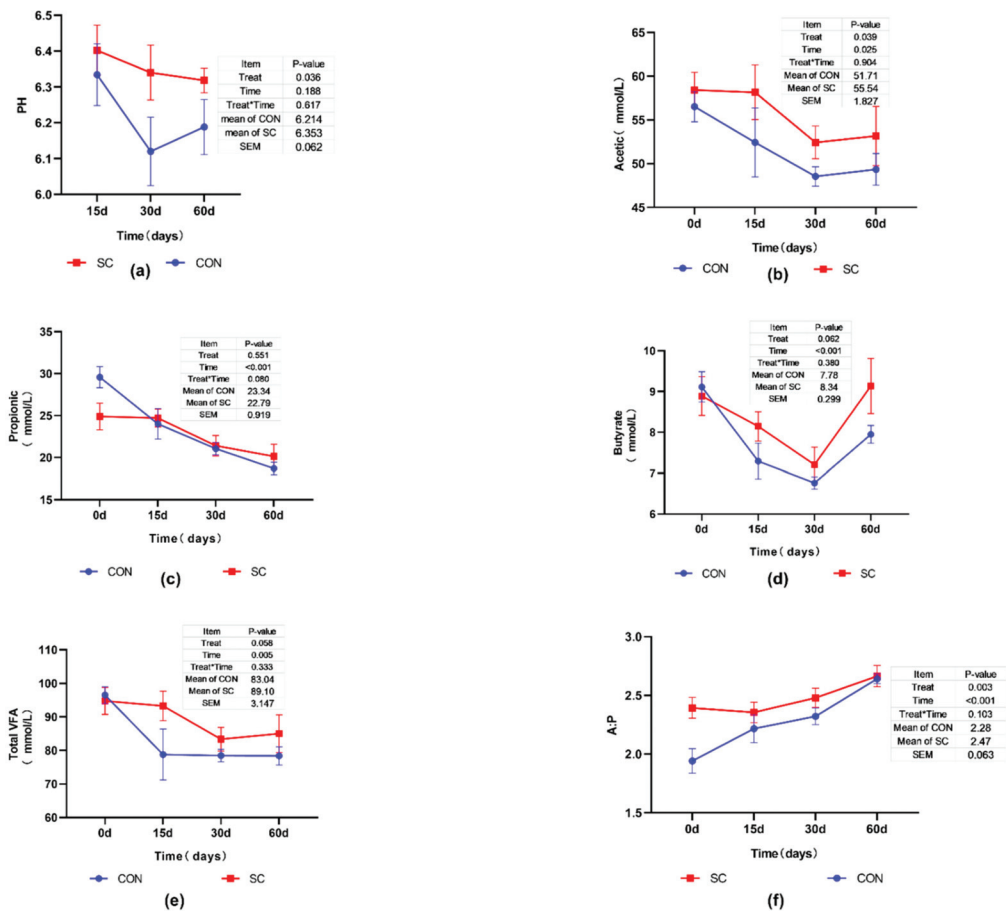 6.5
6.4
6.3
6.2
6.1
6.0
PH
15d 30d 60d
Time(days)
Item P-value
Treat 0.036
Time 0.188
Treat*Time 0.617
mean of CON 6.214
mean of SC 6.353
SEM 0.062
SC CON
(a)
65
60
55
50
45
Acetic( mmol/L)
0d 15d 30d 60d
Time(days)
Item P-value
Treat 0.039
Time 0.025
Treat*Time 0.904
Mean of CON 51.71
Mean of SC 55.54
SEM 1.827
CON SC
(b)
35
30
25
20
15
Propionic
( mmol/L)
0d 15d 30d 60d
Time(days)
Item P-value
Treat 0.551
Time <0.001
Treat*Time 0.080
Mean of CON 23.34
Mean of SC 22.79
SEM 0.919
CON SC
(c)
10
9
8
7
6
Butyrate
( mmol/L)
0d 15d 30d 60d
Time(days)
Item P-value
Treat 0.062
Time <0.001
Treat*Time 0.380
Mean of CON 7.78
Mean of SC 8.34
SEM 0.299
CON SC
(d)
110
100
90
80
70
60
Total VFA
( mmol/L)
0d 15d 30d 60d
Time(days)
Item P-value
Treat 0.058
Time 0.005
Treat*Time 0.333
Mean of CON 83.04
Mean of SC 89.10
SEM 3.147
CON SC
(e)
3.0
2.5
2.0
1.5
A:P
0d 15d 30d 60d
Time(days)
Item P-value
Treat 0.003
Time <0.001
Treat*Time 0.103
Mean of CON 2.28
Mean of SC 2.47
SEM 0.063
SC CON
(f)